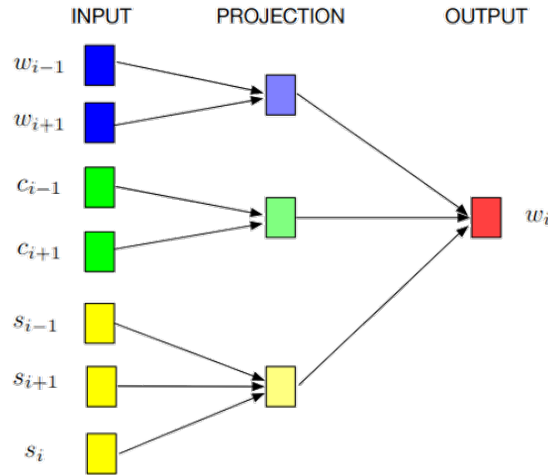 INPUT PROJECTION OUTPUT
w_{i-1}
w_{i+1}
c_{i-1}
w_i
c_{i+1}
s_{i-1}
s_{i+1}
s_i